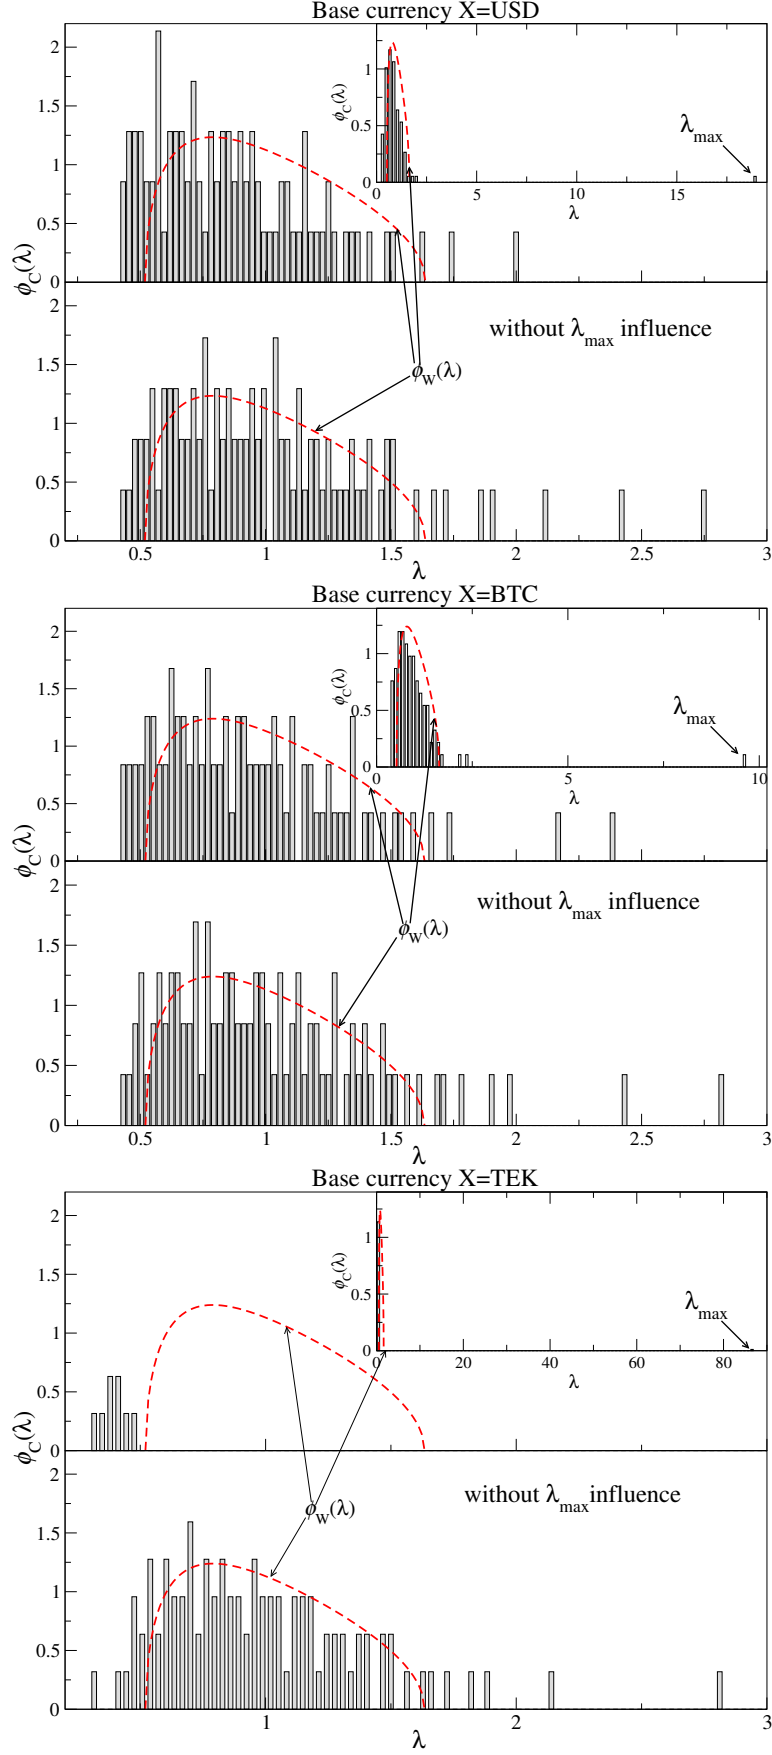 Base currency X=USD
2
1.5
1
0.5
0
ϕC(λ)
1
0.5
0
ϕC(λ)
0 5 10 15
λ
λmax
without λmax influence
ϕW(λ)
2
1.5
1
0.5
0
0.5 1 1.5 2 2.5 3
λ
Base currency X=BTC
2
1.5
1
0.5
0
ϕC(λ)
1
0.5
0
ϕC(λ)
0 5 10
λ
λmax
without λmax influence
ϕW(λ)
2
1.5
1
0.5
0
0.5 1 1.5 2 2.5 3
λ
Base currency X=TEK
2
1.5
1
0.5
0
ϕC(λ)
1
0.5
0
ϕC(λ)
0 20 40 60 80
λ
λmax
without λmax influence
ϕW(λ)
2
1.5
1
0.5
0
1 2 3
λ